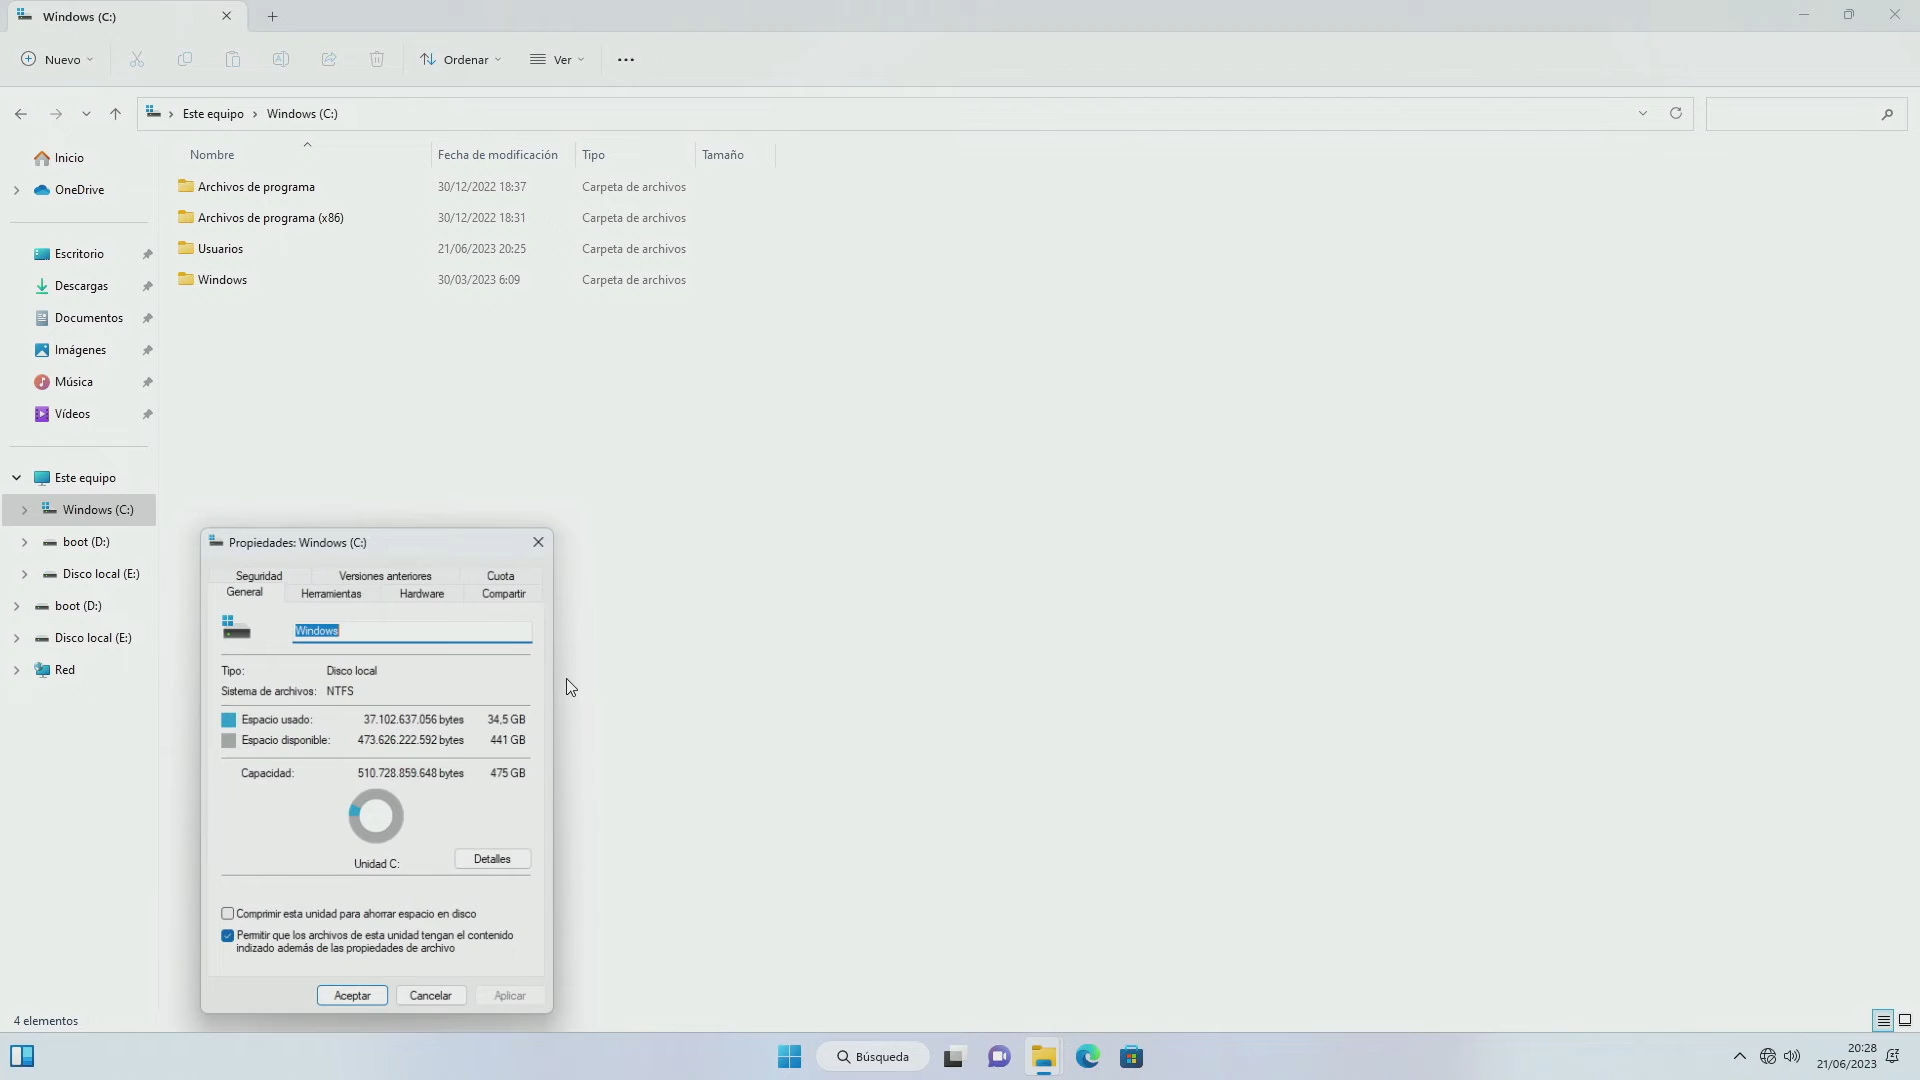 Windows (C:)
Nuevo
Ordenar
Ver
Este equipo
Windows (C:)
Nombre
Fecha de modificación
Tipo
Tamaño
Archivos de programa
30/12/2022 18:37
Carpeta de archivos
Archivos de programa (x86)
30/12/2022 18:31
Carpeta de archivos
Usuarios
21/06/2023 20:25
Carpeta de archivos
Windows
30/03/2023 6:09
Carpeta de archivos
Inicio
OneDrive
Escritorio
Descargas
Documentos
Imágenes
Música
Vídeos
Este equipo
Windows (C:)
boot (D:)
Disco local (E:)
boot (D:)
Disco local (E:)
Red
Propiedades: Windows (C:)
Seguridad
Versiones anteriores
Cuota
General
Herramientas
Hardware
Compartir
Windows
Tipo:
Disco local
Sistema de archivos:
NTFS
Espacio usado:
37.102.637.056 bytes
34,5 GB
Espacio disponible:
473.626.222.592 bytes
441 GB
Capacidad:
510.728.859.648 bytes
475 GB
Unidad C:
Detalles
Comprimir esta unidad para ahorrar espacio en disco
Permitir que los archivos de esta unidad tengan el contenido
indizado además de las propiedades de archivo
Aceptar
Cancelar
Aplicar
4 elementos
Búsqueda
20:28
21/06/2023